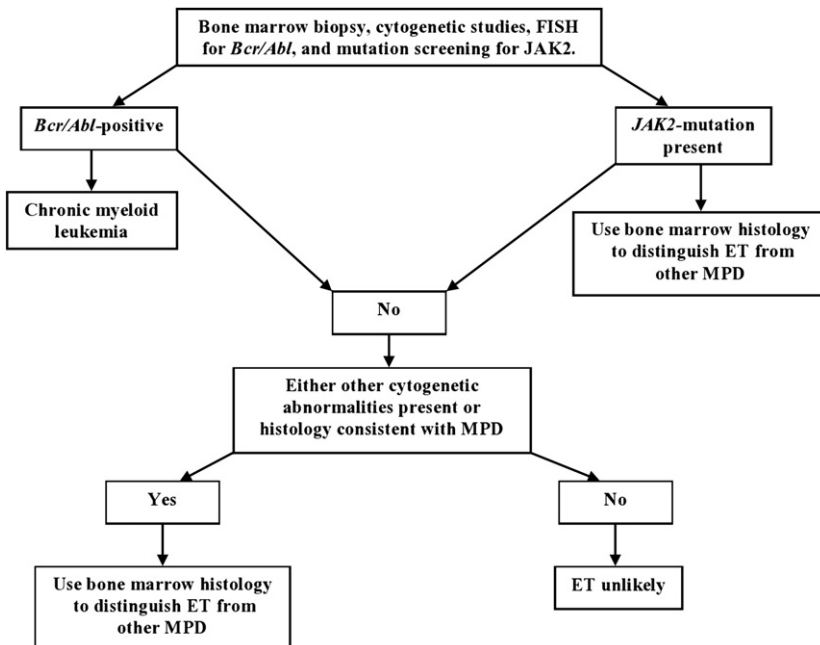 Bone marrow biopsy, cytogenetic studies, FISH
for Bcr/Abl, and mutation screening for JAK2.
Bcr/Abl-positive
JAK2-mutation
present
Chronic myeloid
leukemia
Use bone marrow histology
to distinguish ET from
other MPD
No
Either other cytogenetic
abnormalities present or
histology consistent with MPD
Yes
No
Use bone marrow histology
to distinguish ET from
other MPD
ET unlikely